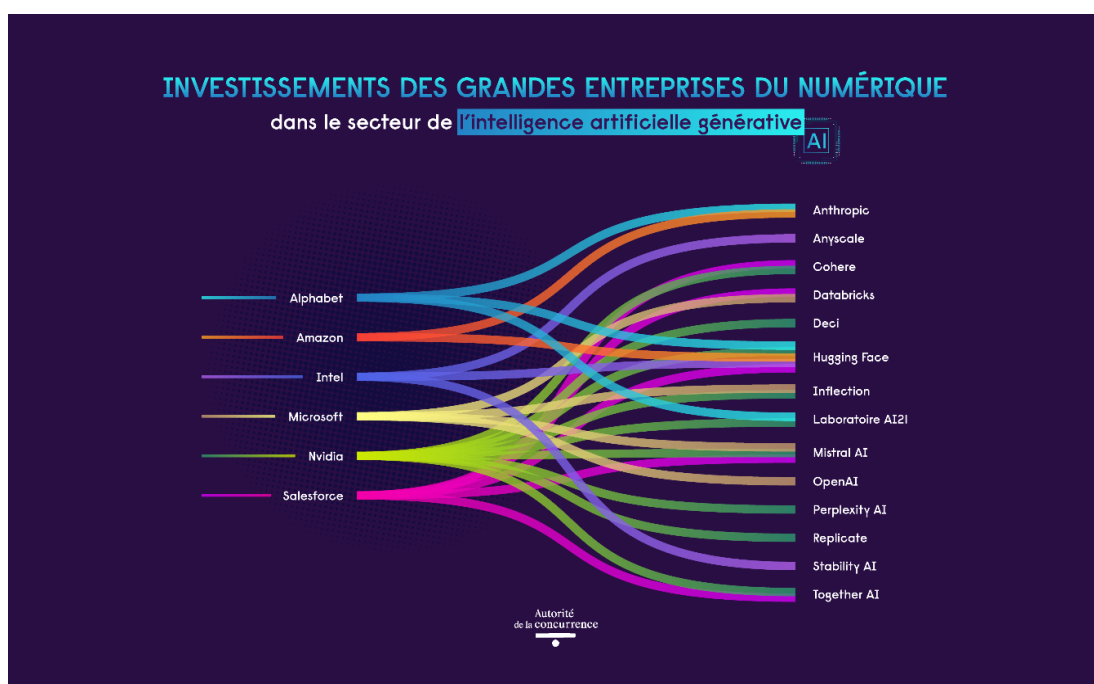 INVESTISSEMENTS DES GRANDES ENTREPRISES DU NUMÉRIQUE
dans le secteur de l'intelligence artificielle générative
AI
Alphabet
Amazon
Intel
Microsoft
Nvidia
Salesforce
Anthropic
Anyscale
Cohere
Databricks
Deci
Hugging Face
Inflection
Laboratoire AI21
Mistral AI
OpenAI
Perplexity AI
Replicate
Stability AI
Together AI
Autorité
de la concurrence